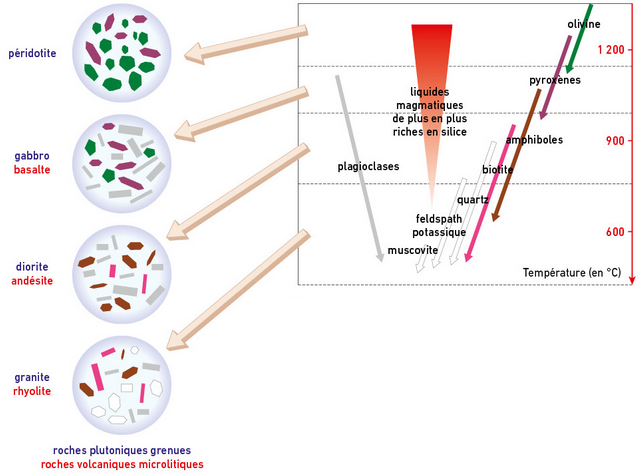 péridotite
gabbro
basalte
diorite
andésite
granite
rhyolite
roches plutoniques grenues
roches volcaniques microlitiques
olivine
1 200
pyroxènes
liquides
magmatiques
de plus en plus
riches en silice
amphiboles
900
plagioclases
biotite
quartz
feldspath
potassique
600
muscovite
Température (en °C)